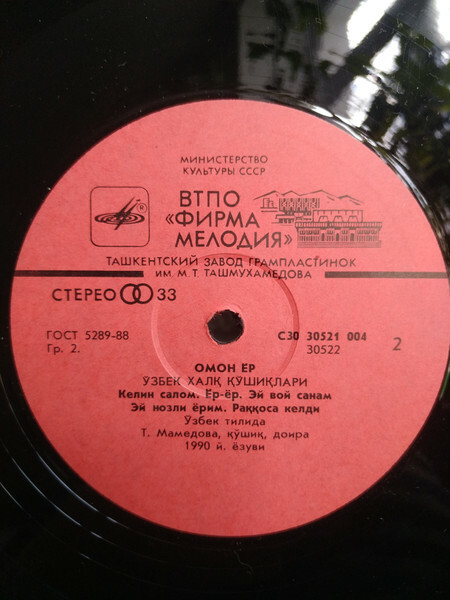 МИНИСТЕРСТВО
КУЛЬТУРЫ СССР
ВТПО
«ФИРМА
МЕЛОДИЯ»
ТАШКЕНТСКИЙ ЗАВОД ГРАМПЛАСТИНОК
ИМ. М. Т. ТАШМУХАМЕДОВА
СТЕРЕО 33
ГОСТ 5289-88
Гр. 2.
С30 30521 004
30522
2
ОМОН ЁР
ЎЗБЕК ХАЛҚ ҚЎШИҚЛАРИ
Келин салом. Ёр-ёр. Эй вой санам
Эй нозли ёрим. Раққоса келди
Ўзбек тилида
Т. Мамедова, қўшиқ, доира
1990 й. ёзуви